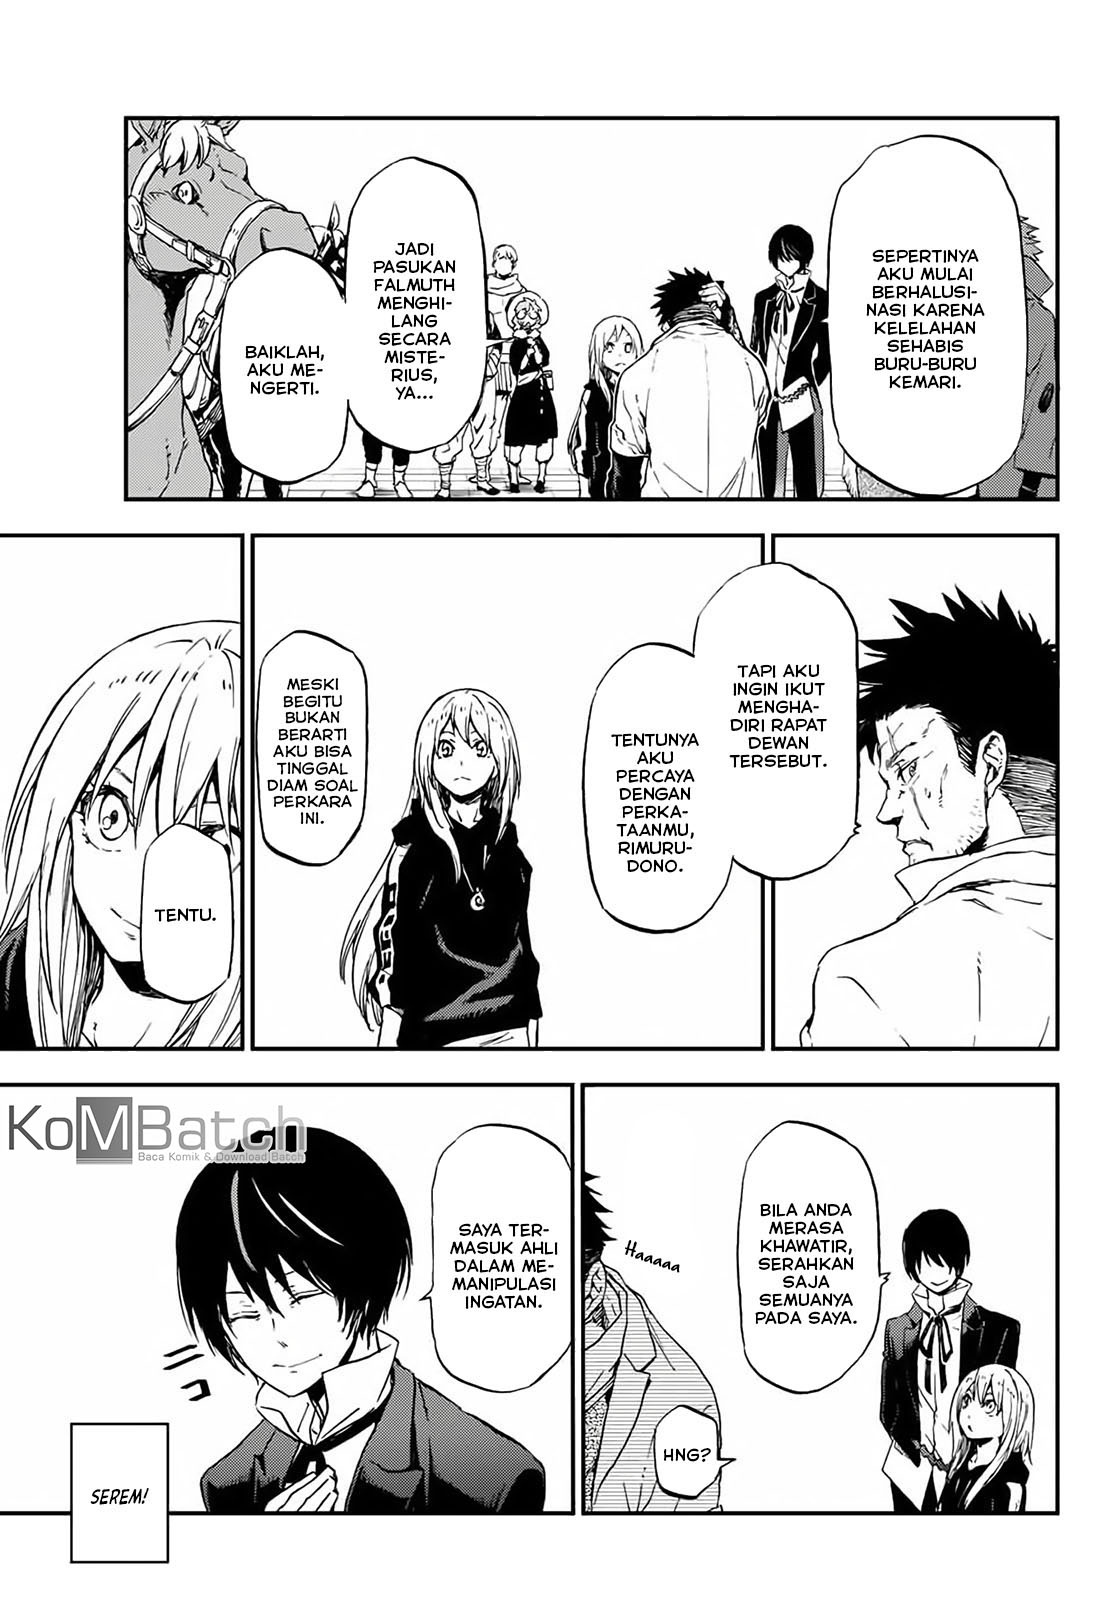 SEPERTINYA
AKU MULAI
BERHALUSI-
NASI KARENA
KELELAHAN
SEHABIS
BURU-BURU
KEMARI.
JADI
PASUKAN
FALMUTH
MENGHI-
LANG
SECARA
MISTE-
RIUS,
YA...
BAIKLAH,
AKU ME-
NGERTI.
TAPI AKU
INGIN IKUT
MENGHA-
DIRI RAPAT
DEWAN
TERSEBUT.
TENTUNYA
AKU
PERCAYA
DENGAN
PERKA-
TAANMU,
RIMURU-
DONO.
MESKI
BEGITU
BUKAN
BERARTI
AKU BISA
TINGGAL
DIAM SOAL
PERKARA
INI.
TENTU.
BILA ANDA
MERASA
KHAWATIR,
SERAHKAN
SAJA
SEMUANYA
PADA SAYA.
Haaaaa
HNG?
SAYA TER-
MASUK AHLI
DALAM ME-
MANIPULASI
INGATAN.
ニコ
SEREM!
KoMBatch
Baca Komik & Download Batch